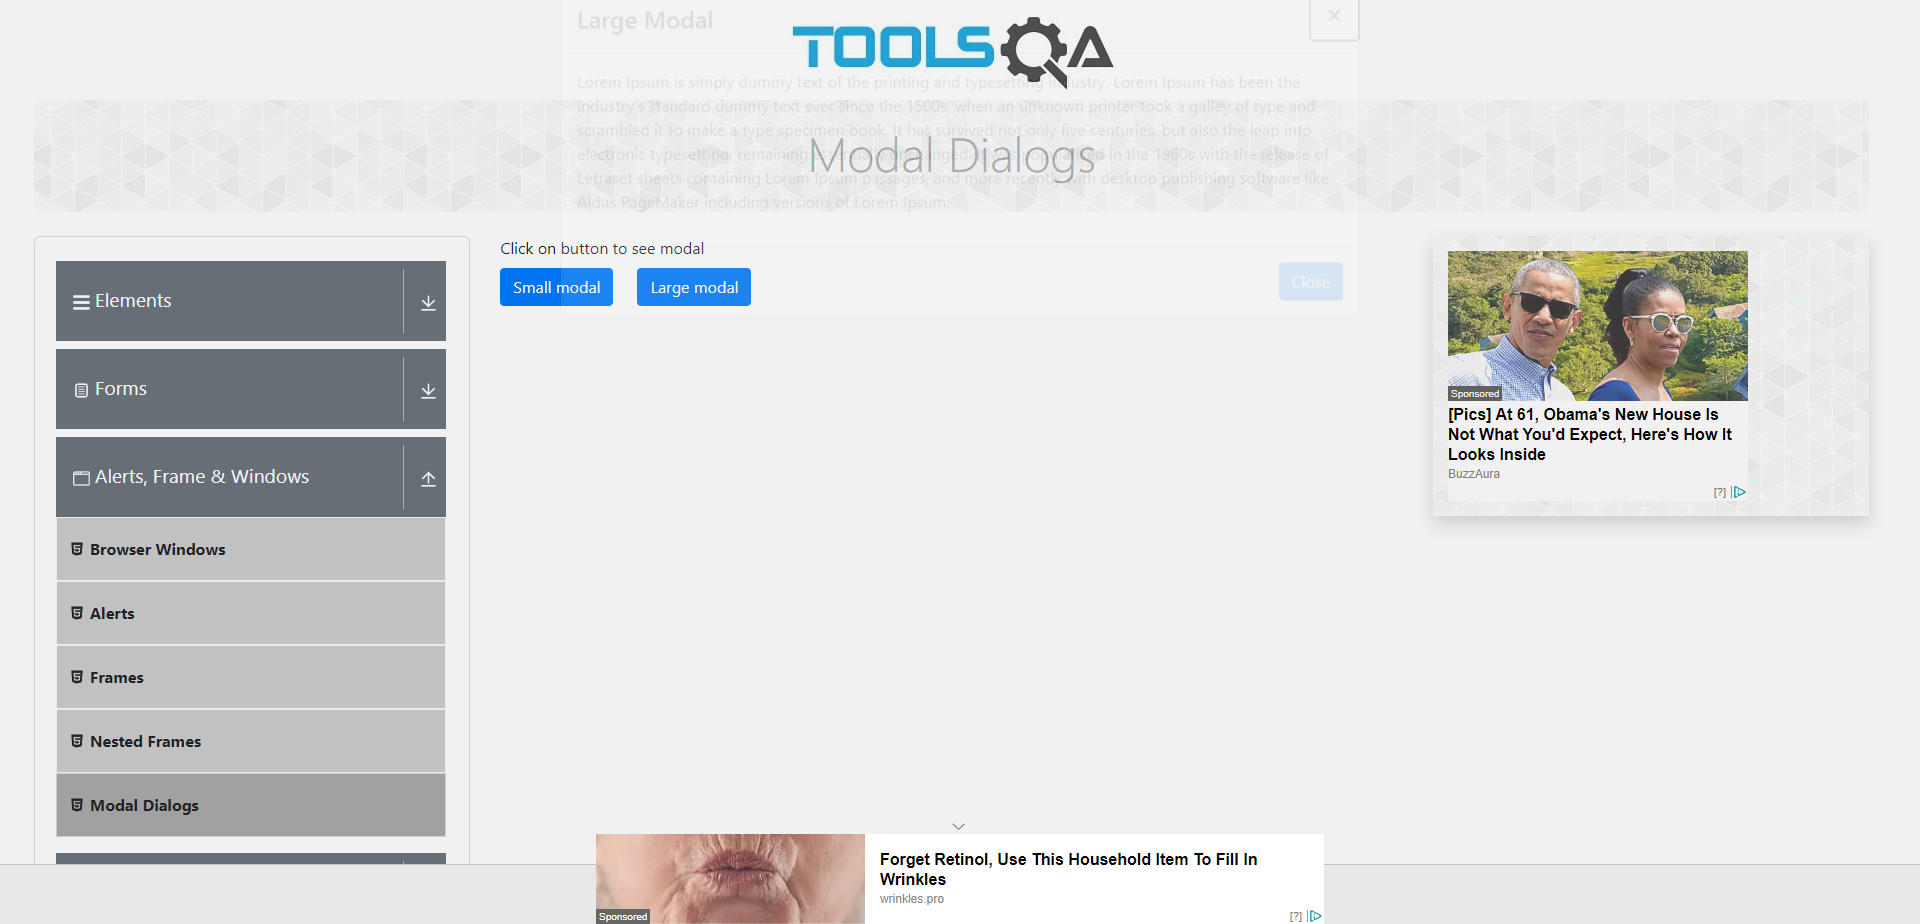 Large Modal
×
TOOLSQA
Lorem Ipsum is simply dummy text of the printing and typesetting industry. Lorem Ipsum has been the
industry's standard dummy text ever since the 1500s, when an unknown printer took a galley of type and
scrambled it to make a type specimen book. It has survived not only five centuries, but also the leap into
electronic typesetting, remaining essentially unchanged. It was popularised in the 1960s with the release of
Letraset sheets containing Lorem Ipsum passages, and more recently with desktop publishing software like
Aldus PageMaker including versions of Lorem Ipsum.
Modal Dialogs
Close
Elements
Forms
Alerts, Frame & Windows
Browser Windows
Alerts
Frames
Nested Frames
Modal Dialogs
Click on button to see modal
Small modal
Large modal
Sponsored
[Pics] At 61, Obama's New House Is
Not What You'd Expect, Here's How It
Looks Inside
BuzzAura
[?]
Forget Retinol, Use This Household Item To Fill In
Wrinkles
wrinkles.pro
Sponsored
[?]